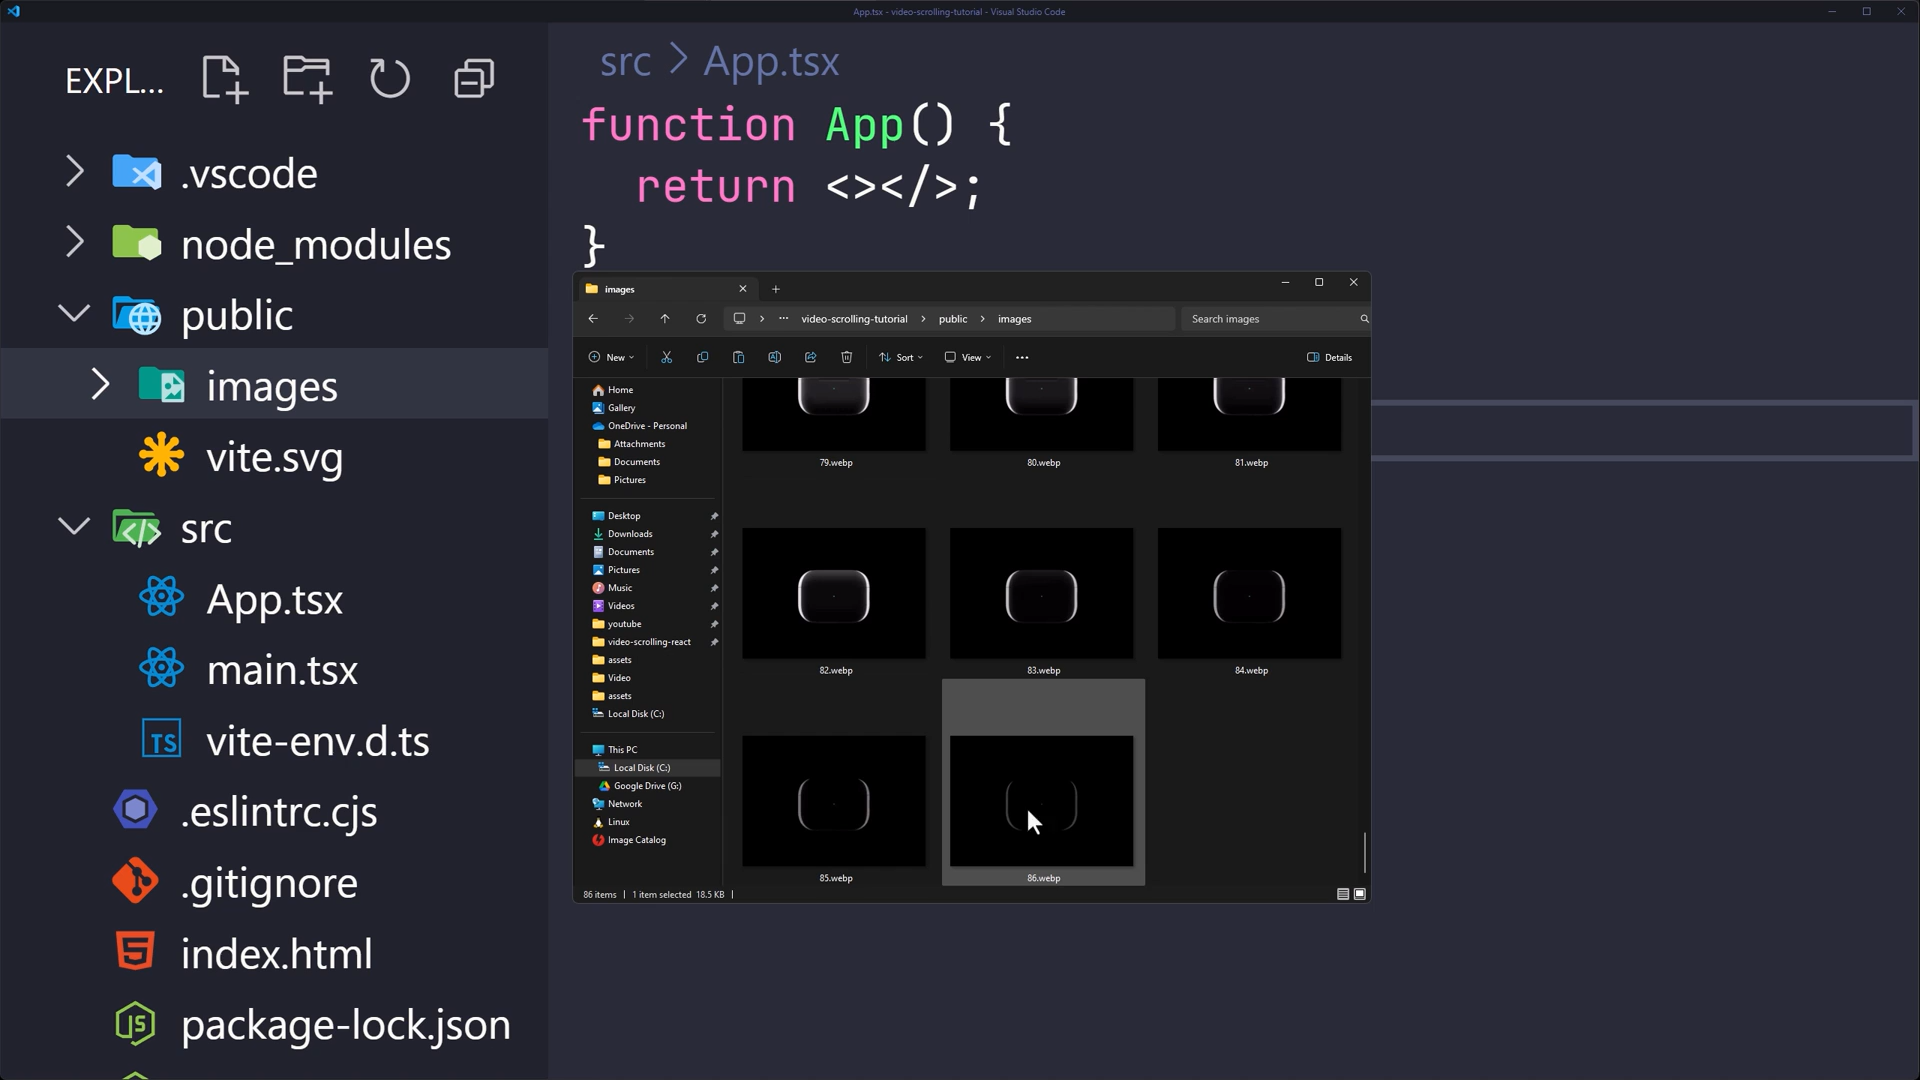 App.tsx - video-scrolling-tutorial - Visual Studio Code
EXPL...
.vscode
node_modules
public
images
vite.svg
src
App.tsx
main.tsx
TS vite-env.d.ts
.eslintrc.cjs
.gitignore
index.html
JS package-lock.json
src > App.tsx
function App() {
return <></>;
}
images
video-scrolling-tutorial > public > images
Search images
New
Sort
View
Details
Home
Gallery
OneDrive - Personal
Attachments
Documents
Pictures
Desktop
Downloads
Documents
Pictures
Music
Videos
youtube
video-scrolling-react
assets
Video
assets
Local Disk (C:)
This PC
Local Disk (C:)
Google Drive (G:)
Network
Linux
Image Catalog
79.webp
80.webp
81.webp
82.webp
83.webp
84.webp
85.webp
86.webp
86 items | 1 item selected 18.5 KB |